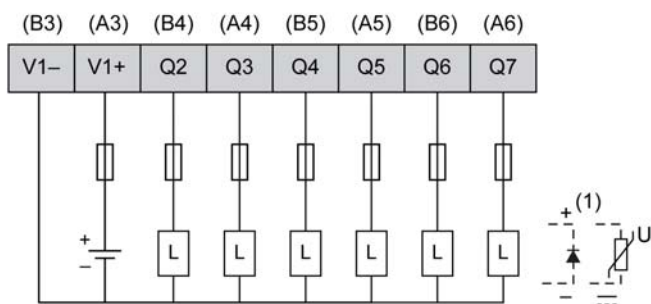 (B3) (A3) (B4) (A4) (B5) (A5) (B6) (A6)
V1– V1+ Q2 Q3 Q4 Q5 Q6 Q7
+ (1)
+ L L L L L L U
–
– —